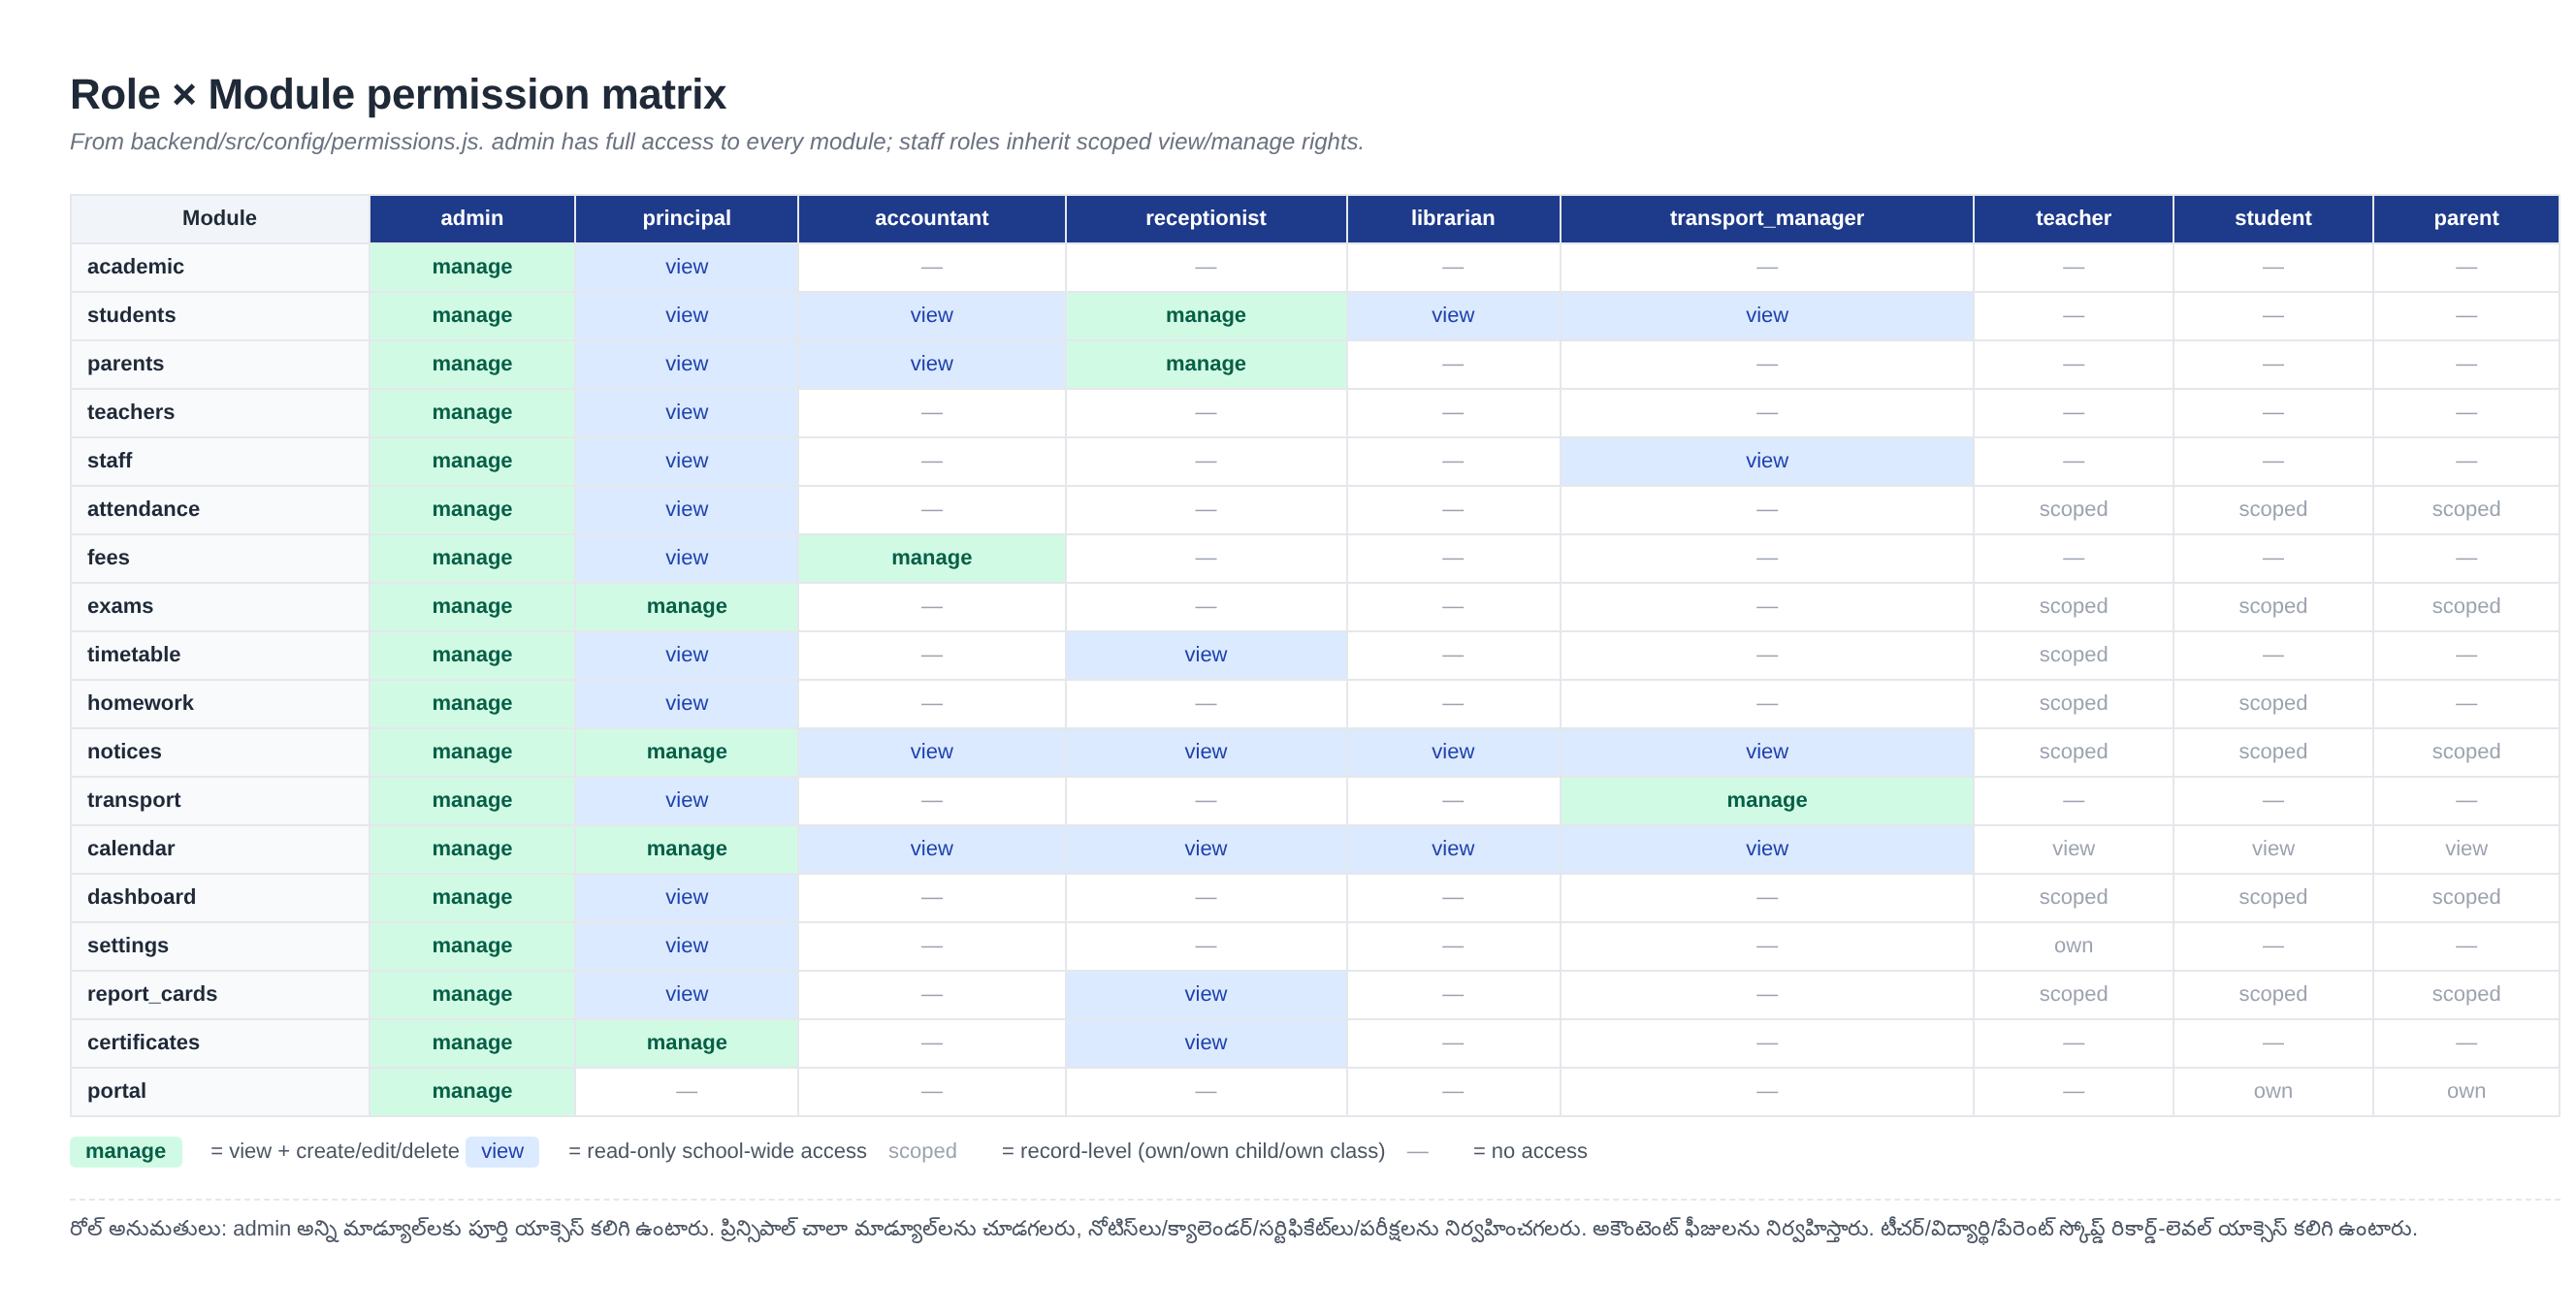 Role × Module permission matrix
From backend/src/config/permissions.js. admin has full access to every module; staff roles inherit scoped view/manage rights.
Module admin principal accountant receptionist librarian transport_manager teacher student parent
academic manage view — — — — — — —
students manage view view manage view view — — —
parents manage view view manage — — — — —
teachers manage view — — — — — — —
staff manage view — — — view — — —
attendance manage view — — — — scoped scoped scoped
fees manage view manage — — — — — —
exams manage manage — — — — scoped scoped scoped
timetable manage view — view — — scoped — —
homework manage view — — — — scoped scoped —
notices manage manage view view view view scoped scoped scoped
transport manage view — — — manage — — —
calendar manage manage view view view view view view view
dashboard manage view — — — — scoped scoped scoped
settings manage view — — — — own — —
report_cards manage view — view — — scoped scoped scoped
certificates manage manage — view — — — — —
portal manage — — — — — — own own
manage = view + create/edit/delete view = read-only school-wide access scoped = record-level (own/own child/own class) — = no access
రోల్ అనుమతులు: admin అన్ని మాడ్యూల్‌లకు పూర్తి యాక్సెస్ కలిగి ఉంటారు. ప్రిన్సిపాల్ చాలా మాడ్యూల్‌లను చూడగలరు, నోటీస్‌లు/క్యాలెండర్/సర్టిఫికేట్‌లు/పరీక్షలను నిర్వహించగలరు. అకౌంటెంట్ ఫీజులను నిర్వహిస్తారు. టీచర్/విద్యార్థి/పేరెంట్ స్కోప్డ్ రికార్డ్-లెవల్ యాక్సెస్ కలిగి ఉంటారు.